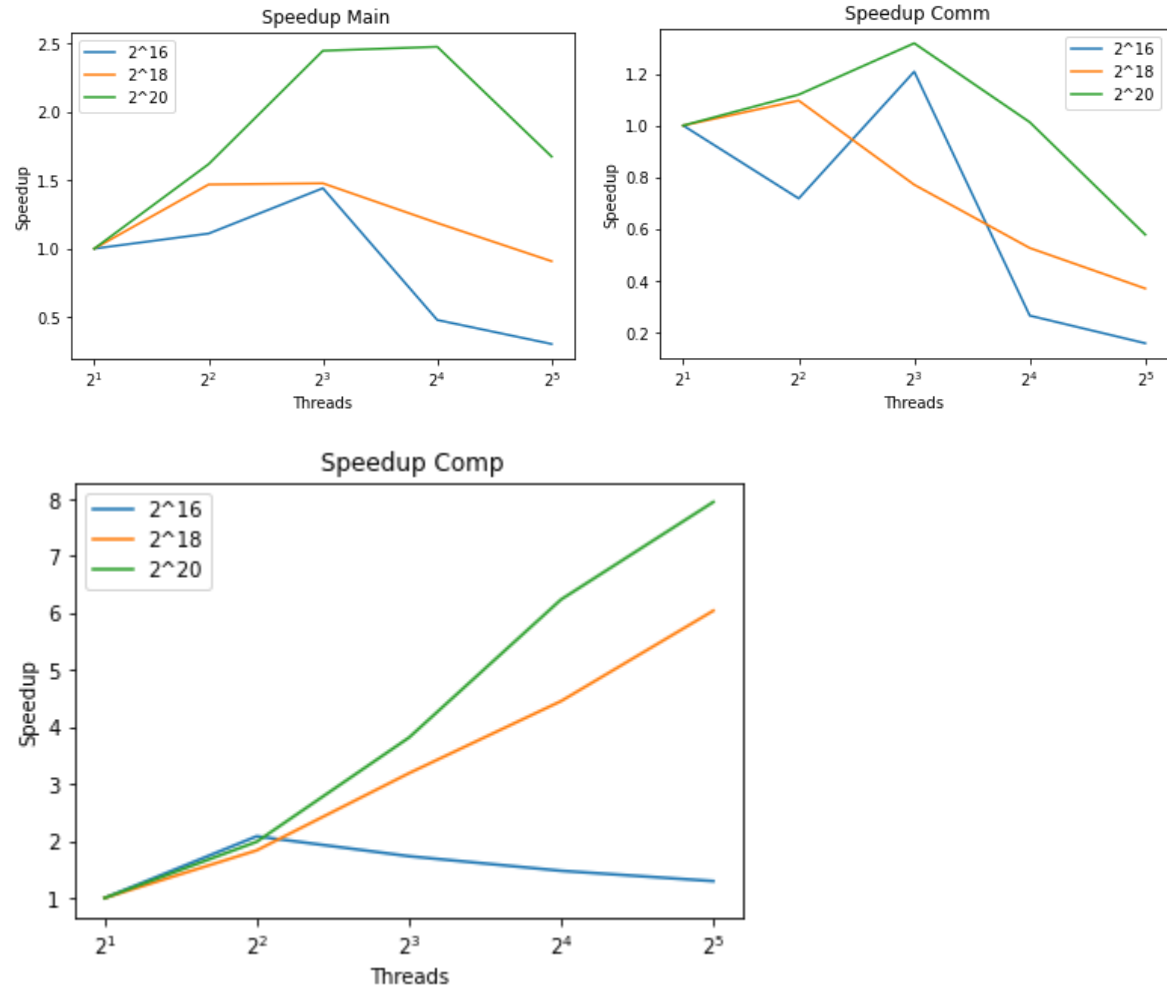 Speedup Main
2.5
2.0
1.5
1.0
0.5
Speedup
2^16
2^18
2^20
2¹ 2² 2³ 2⁴ 2⁵
Threads
Speedup Comm
1.2
1.0
0.8
0.6
0.4
0.2
Speedup
2^16
2^18
2^20
2¹ 2² 2³ 2⁴ 2⁵
Threads
Speedup Comp
8
7
6
5
4
3
2
1
Speedup
2^16
2^18
2^20
2¹ 2² 2³ 2⁴ 2⁵
Threads